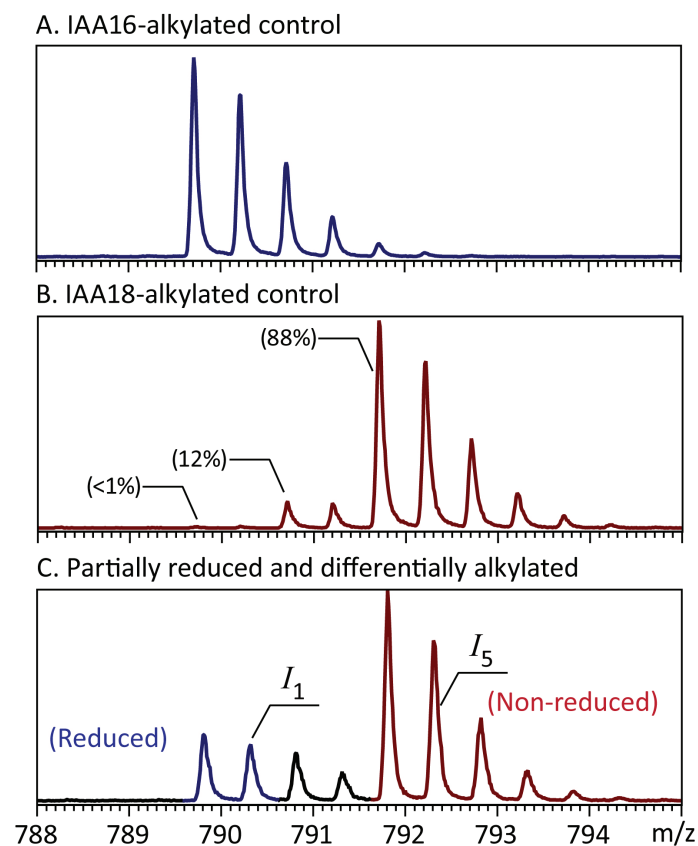 A. IAA16-alkylated control
B. IAA18-alkylated control
(88%)
(12%)
(<1%)
C. Partially reduced and differentially alkylated
I5
I1
(Non-reduced)
(Reduced)
788 789 790 791 792 793 794 m/z